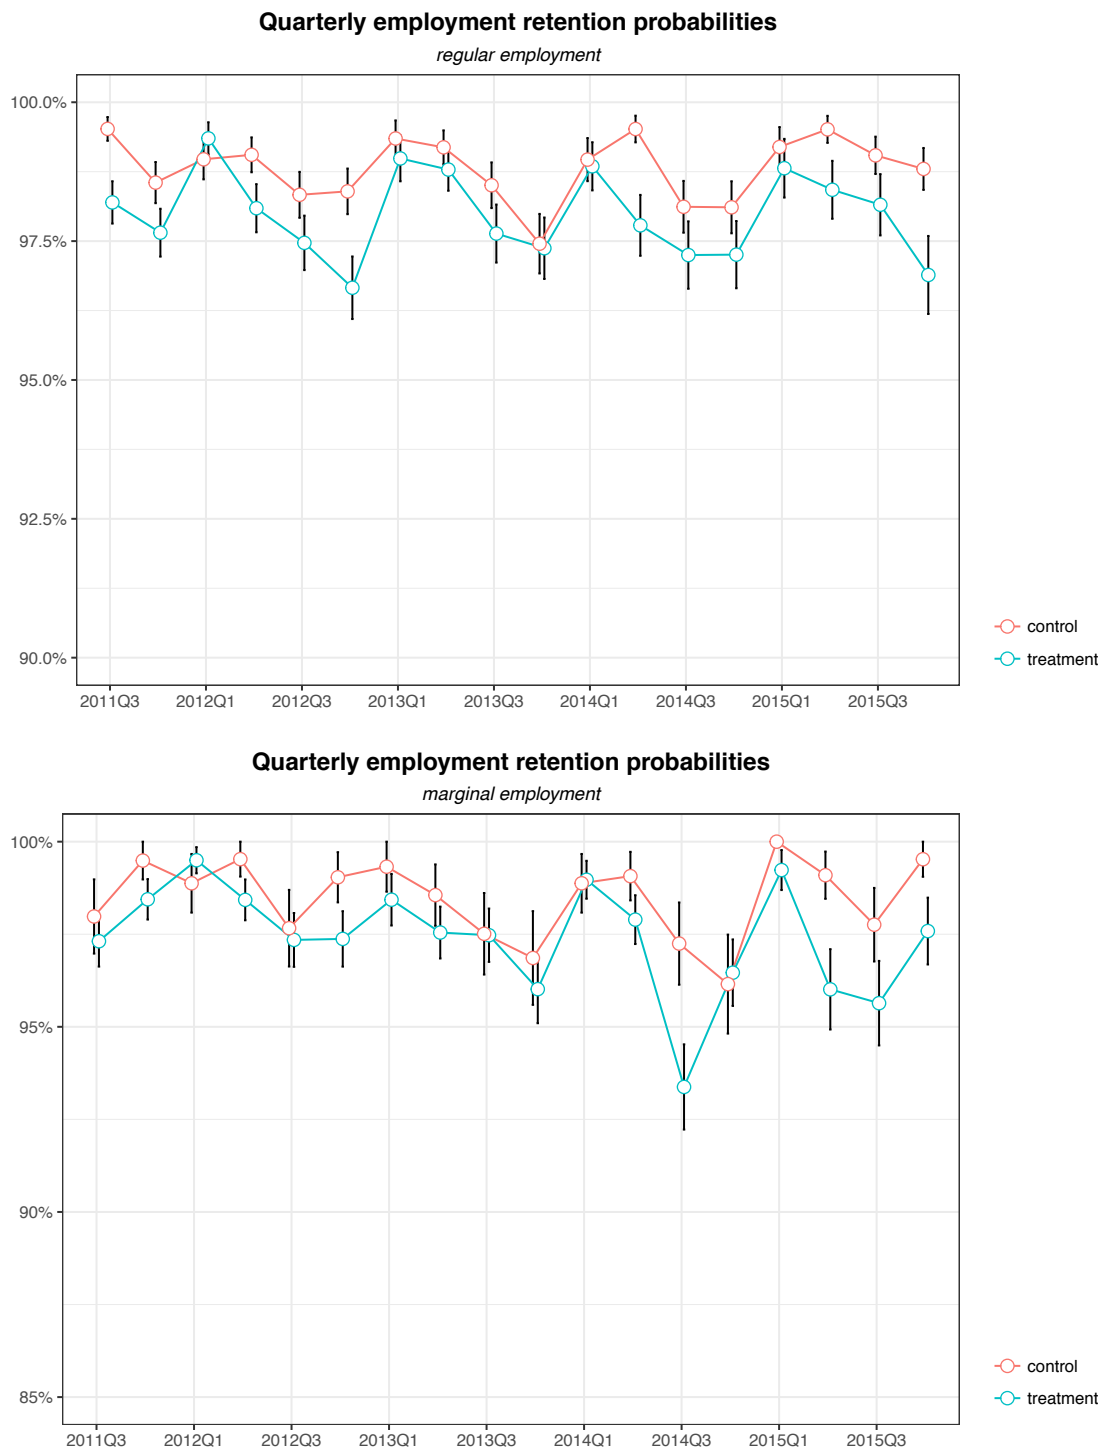 Quarterly employment retention probabilities
regular employment
100.0%
97.5%
95.0%
92.5%
90.0%
2011Q3 2012Q1 2012Q3 2013Q1 2013Q3 2014Q1 2014Q3 2015Q1 2015Q3
control
treatment
Quarterly employment retention probabilities
marginal employment
100%
95%
90%
85%
2011Q3 2012Q1 2012Q3 2013Q1 2013Q3 2014Q1 2014Q3 2015Q1 2015Q3
control
treatment